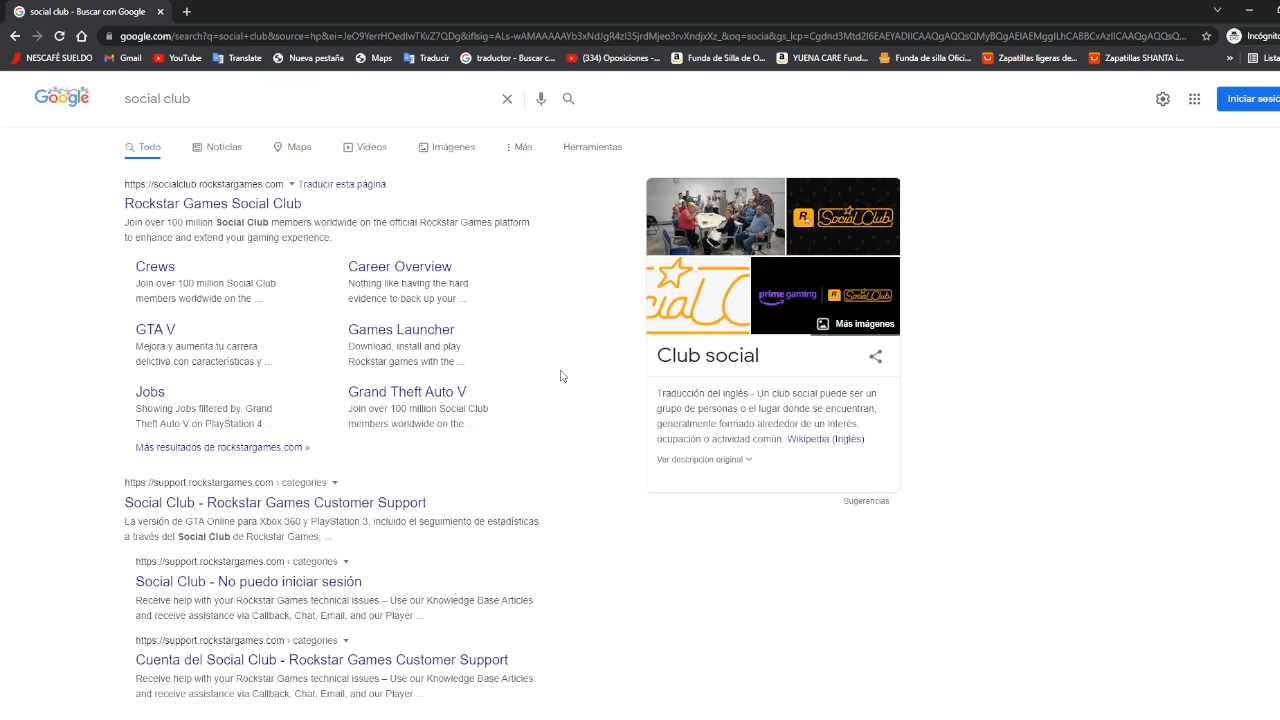 social club - Buscar con Google
google.com/search?q=social+club&source=hp&ei=JeO9YerrHOedlwTKvZ7QDg&iflsig=ALs-wAMAAAAAYb3xNdJgR4zl35jrdMjeo3rvXndjxXz_&oq=socia&gs_lcp=Cgdnd3Mtd2l6EAEYADIICAAQgAQQsQMyBQgAEIAEMggILhCABBCxAzIICAAQgAQQsQ...
Incógnito
NESCAFÉ SUELDO
Gmail
YouTube
Translate
Nueva pestaña
Maps
Traducir
traductor - Buscar c...
(334) Oposiciones -...
Funda de Silla de O...
YUENA CARE Fund...
Funda de silla Ofici...
Zapatillas ligeras de...
Zapatillas SHANTA i...
»
Lista
Google
social club
Iniciar sesió
Todo
Noticias
Maps
Vídeos
Imágenes
Más
Herramientas
https://socialclub.rockstargames.com
Traducir esta página
Rockstar Games Social Club
Join over 100 million Social Club members worldwide on the official Rockstar Games platform
to enhance and extend your gaming experience.
Crews
Join over 100 million Social Club
members worldwide on the ...
Career Overview
Nothing like having the hard
evidence to back up your ...
GTA V
Mejora y aumenta tu carrera
delictiva con características y ...
Games Launcher
Download, install and play
Rockstar games with the ...
Jobs
Showing Jobs filtered by. Grand
Theft Auto V on PlayStation 4 ...
Grand Theft Auto V
Join over 100 million Social Club
members worldwide on the ...
Más resultados de rockstargames.com »
https://support.rockstargames.com › categories
Social Club - Rockstar Games Customer Support
La versión de GTA Online para Xbox 360 y PlayStation 3, incluido el seguimiento de estadísticas
a través del Social Club de Rockstar Games, ...
https://support.rockstargames.com › categories
Social Club - No puedo iniciar sesión
Receive help with your Rockstar Games technical issues – Use our Knowledge Base Articles
and receive assistance via Callback, Chat, Email, and our Player ...
https://support.rockstargames.com › categories
Cuenta del Social Club - Rockstar Games Customer Support
Receive help with your Rockstar Games technical issues – Use our Knowledge Base Articles
and receive assistance via Callback, Chat, Email, and our Player ...
R Social Club
prime gaming
R Social Club
Más imágenes
Club social
Traducción del inglés - Un club social puede ser un
grupo de personas o el lugar donde se encuentran,
generalmente formado alrededor de un interés,
ocupación o actividad común. Wikipedia (Inglés)
Ver descripción original
Sugerencias